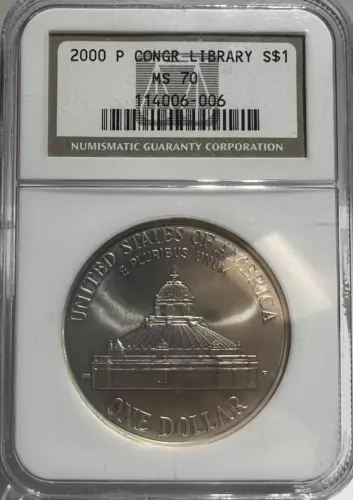 2000 P CONGR LIBRARY S$1
MS 70
114006-006
NUMISMATIC GUARANTY CORPORATION
UNITED STATES OF AMERICA
E PLURIBUS UNUM
ONE DOLLAR